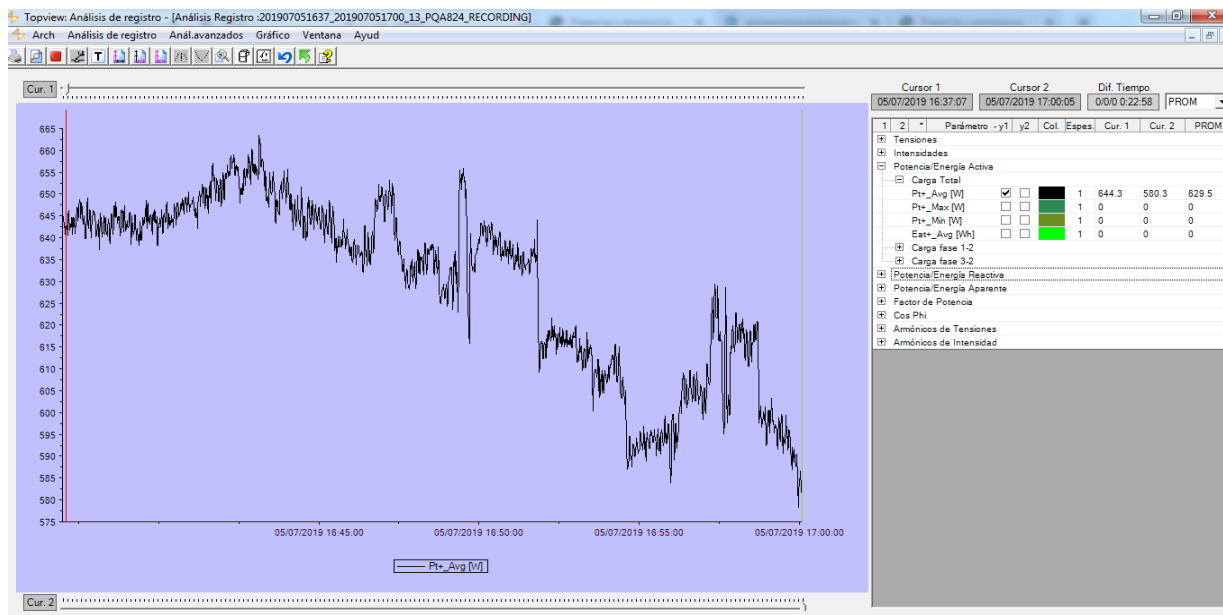 Topview: Análisis de registro - [Análisis Registro :201907051637_201907051700_13_PQA824_RECORDING]
Arch Análisis de registro Anál.avanzados Gráfico Ventana Ayud
Cur. 1
Cursor 1 Cursor 2 Dif. Tiempo
05/07/2019 16:37:07 05/07/2019 17:00:05 0/0/0 0:22:58 PROM
1 2 * Parámetro - y1 y2 Col. Espes. Cur. 1 Cur. 2 PROM
Tensiones
Intensidades
Potencia/Energía Activa
Carga Total
Pt+_Avg [W] 1 644.3 580.3 629.5
Pt+_Max [W] 1 0 0 0
Pt+_Min [W] 1 0 0 0
Eat+_Avg [Wh] 1 0 0 0
Carga fase 1-2
Carga fase 3-2
Potencia/Energía Reactiva
Potencia/Energía Aparente
Factor de Potencia
Cos Phi
Armónicos de Tensiones
Armónicos de Intensidad
665
660
655
650
645
640
635
630
625
620
615
610
605
600
595
590
585
580
575
05/07/2019 16:45:00 05/07/2019 16:50:00 05/07/2019 16:55:00 05/07/2019 17:00:00
Pt+_Avg [W]
Cur. 2